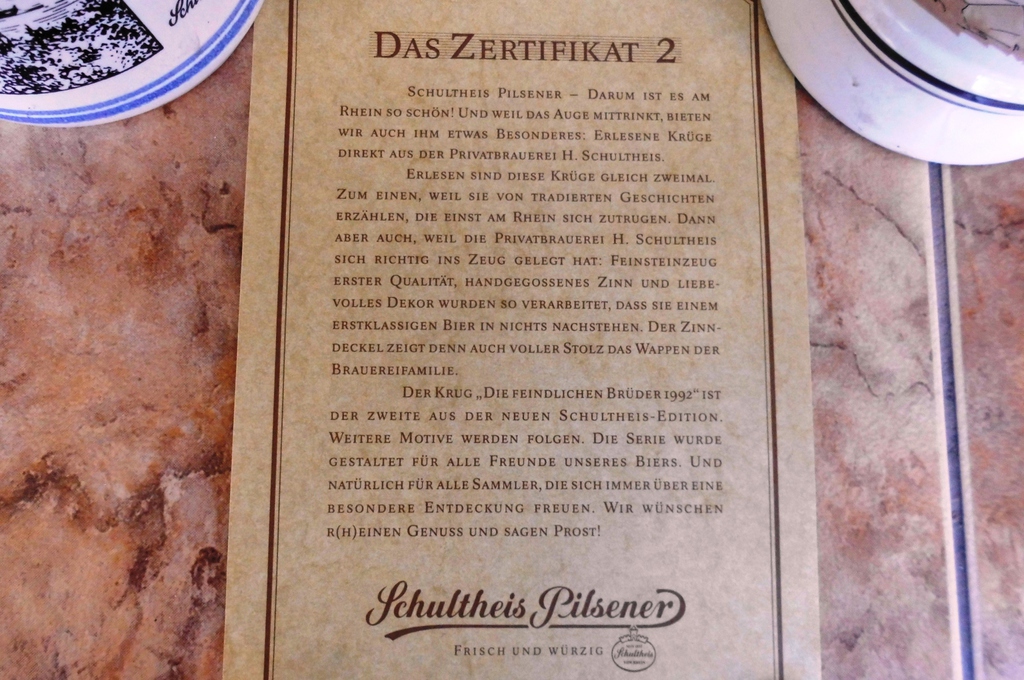 DAS ZERTIFIKAT 2
SCHULTHEIS PILSENER – DARUM IST ES AM
RHEIN SO SCHÖN! UND WEIL DAS AUGE MITTRINKT, BIETEN
WIR AUCH IHM ETWAS BESONDERES: ERLESENE KRÜGE
DIREKT AUS DER PRIVATBRAUEREI H. SCHULTHEIS.
ERLESEN SIND DIESE KRÜGE GLEICH ZWEIMAL.
ZUM EINEN, WEIL SIE VON TRADIERTEN GESCHICHTEN
ERZÄHLEN, DIE EINST AM RHEIN SICH ZUTRUGEN. DANN
ABER AUCH, WEIL DIE PRIVATBRAUEREI H. SCHULTHEIS
SICH RICHTIG INS ZEUG GELEGT HAT: FEINSTEINZEUG
ERSTER QUALITÄT, HANDGEGOSSENES ZINN UND LIEBE-
VOLLES DEKOR WURDEN SO VERARBEITET, DASS SIE EINEM
ERSTKLASSIGEN BIER IN NICHTS NACHSTEHEN. DER ZINN-
DECKEL ZEIGT DENN AUCH VOLLER STOLZ DAS WAPPEN DER
BRAUEREIFAMILIE.
DER KRUG „DIE FEINDLICHEN BRÜDER 1992“ IST
DER ZWEITE AUS DER NEUEN SCHULTHEIS-EDITION.
WEITERE MOTIVE WERDEN FOLGEN. DIE SERIE WURDE
GESTALTET FÜR ALLE FREUNDE UNSERES BIERS. UND
NATÜRLICH FÜR ALLE SAMMLER, DIE SICH IMMER ÜBER EINE
BESONDERE ENTDECKUNG FREUEN. WIR WÜNSCHEN
R(H)EINEN GENUSS UND SAGEN PROST!
Schultheis Pilsener
FRISCH UND WÜRZIG
Schultheis